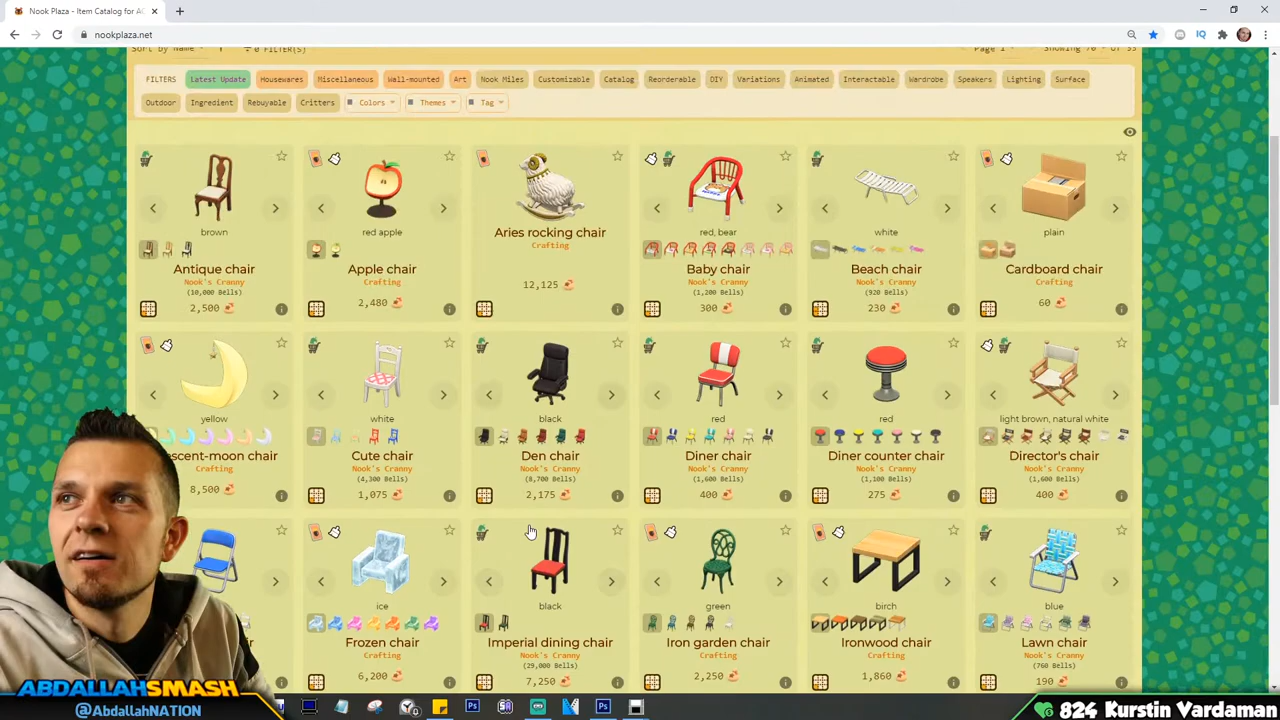 Nook Plaza - Item Catalog for AC
nookplaza.net
Sort by Name
FILTER(S)
Page 1
Showing 70
FILTERS Latest Update Housewares Miscellaneous Wall-mounted Art Nook Miles Customizable Catalog Reorderable DIY Variations Animated Interactable Wardrobe Speakers Lighting Surface
Outdoor Ingredient Rebuyable Critters Colors Themes Tag
brown
Antique chair
Nook's Cranny
(10,000 Bells)
2,500
red apple
Apple chair
Crafting
2,480
Aries rocking chair
Crafting
12,125
red, bear
Baby chair
Nook's Cranny
(1,200 Bells)
300
white
Beach chair
Nook's Cranny
(920 Bells)
230
plain
Cardboard chair
Crafting
60
yellow
escent-moon chair
Crafting
8,500
white
Cute chair
Nook's Cranny
(4,300 Bells)
1,075
black
Den chair
Nook's Cranny
(8,700 Bells)
2,175
red
Diner chair
Nook's Cranny
(1,600 Bells)
400
red
Diner counter chair
Nook's Cranny
(1,100 Bells)
275
light brown, natural white
Director's chair
Nook's Cranny
(1,600 Bells)
400
ice
Frozen chair
Crafting
6,200
black
Imperial dining chair
Nook's Cranny
(29,000 Bells)
7,250
green
Iron garden chair
Crafting
2,250
birch
Ironwood chair
Crafting
1,860
blue
Lawn chair
Nook's Cranny
(760 Bells)
190
ABDALLAHSMASH
@AbdallahNATION
824 Kurstin Vardaman